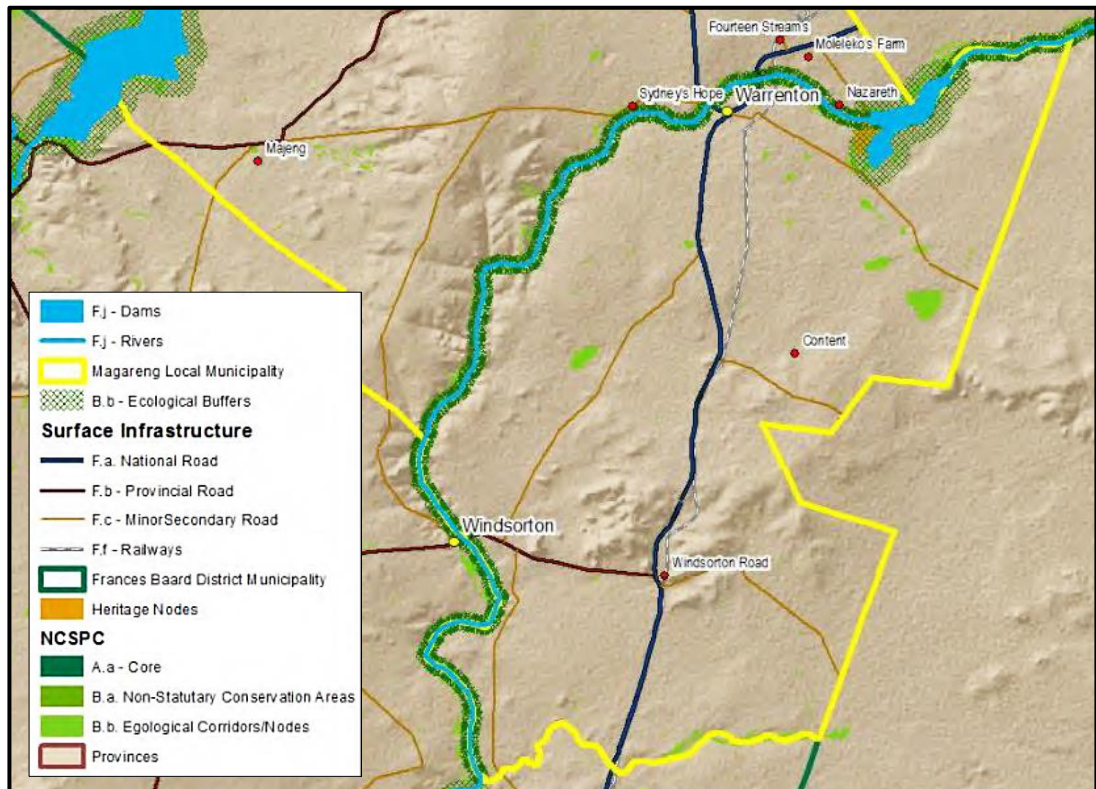 Fourteen Streams
Moleleko's Farm
Sydney's Hope
Warrenton
Nazareth
Majeng
F.j - Dams
F.j - Rivers
Magareng Local Municipality
B.b - Ecological Buffers
Surface Infrastructure
F.a. National Road
F.b - Provincial Road
F.c - MinorSecondary Road
F.f - Railways
Frances Baard District Municipality
Heritage Nodes
NCSPC
A.a - Core
B.a. Non-Statutary Conservation Areas
B.b. Egological Corridors/Nodes
Provinces
Content
Windsorton
Windsorton Road